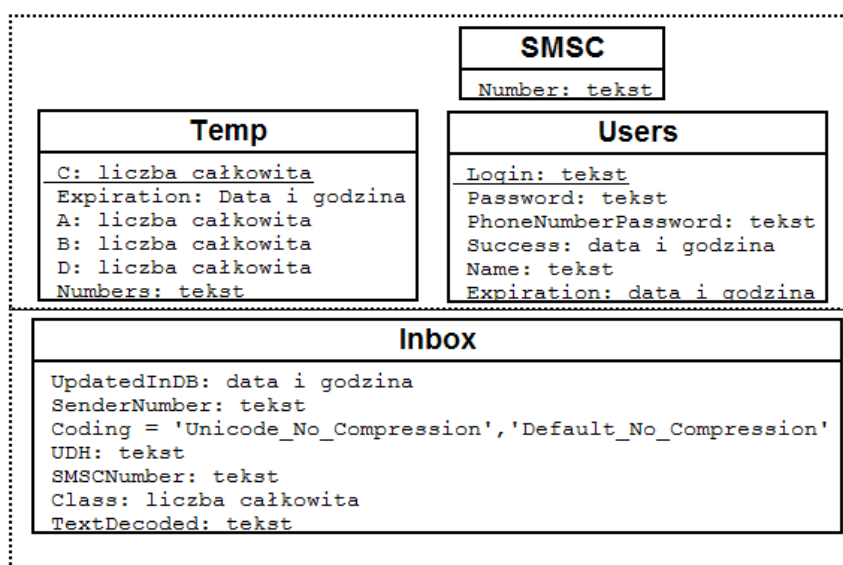 SMSC
Number: tekst
Temp
C: liczba całkowita
Expiration: Data i godzina
A: liczba całkowita
B: liczba całkowita
D: liczba całkowita
Numbers: tekst
Users
Login: tekst
Password: tekst
PhoneNumberPassword: tekst
Success: data i godzina
Name: tekst
Expiration: data i godzina
Inbox
UpdatedInDB: data i godzina
SenderNumber: tekst
Coding = 'Unicode_No_Compression','Default_No_Compression'
UDH: tekst
SMSCNumber: tekst
Class: liczba całkowita
TextDecoded: tekst